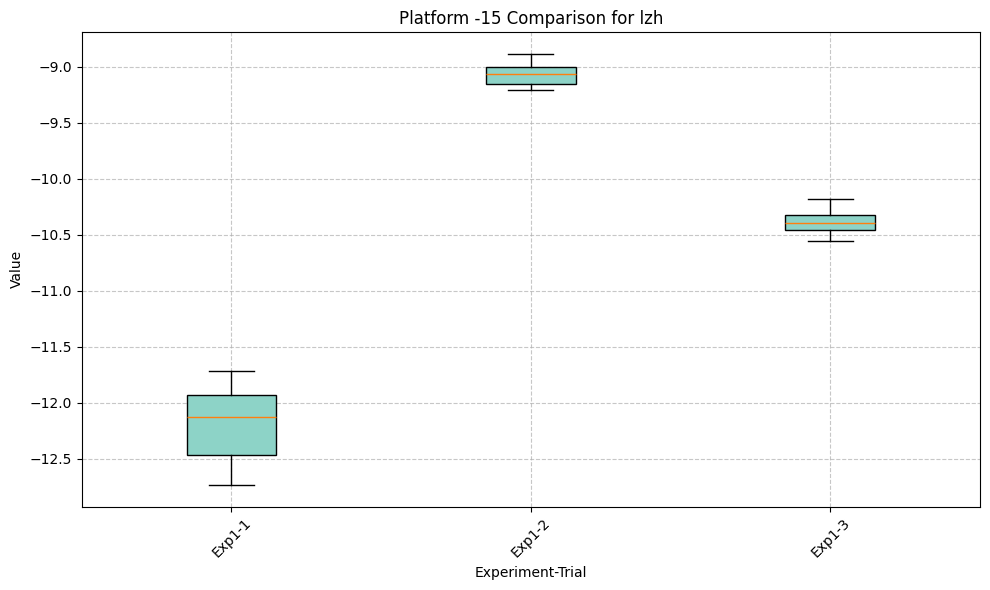 Platform -15 Comparison for lzh
−9.0
−9.5
−10.0
−10.5
−11.0
−11.5
−12.0
−12.5
Value
Exp1-1
Exp1-2
Exp1-3
Experiment-Trial